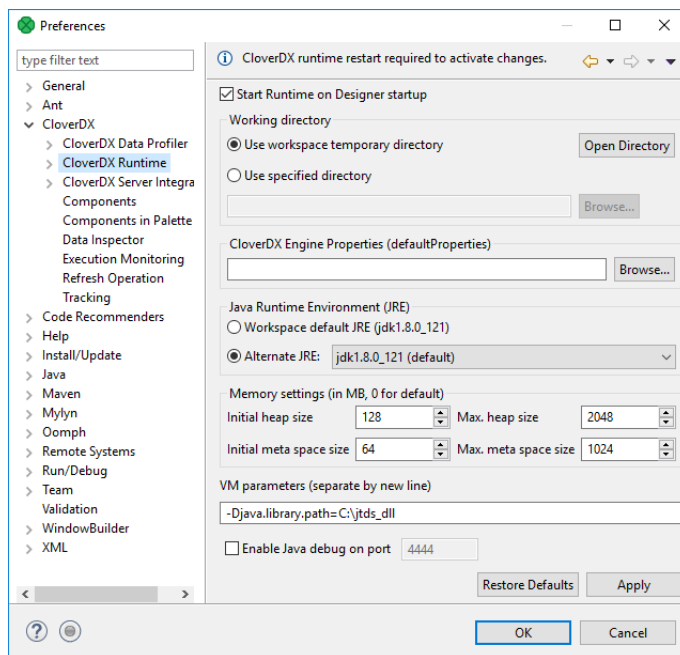 Preferences
type filter text
General
Ant
CloverDX
CloverDX Data Profiler
CloverDX Runtime
CloverDX Server Integra
Components
Components in Palette
Data Inspector
Execution Monitoring
Refresh Operation
Tracking
Code Recommenders
Help
Install/Update
Java
Maven
Mylyn
Oomph
Remote Systems
Run/Debug
Team
Validation
WindowBuilder
XML
CloverDX runtime restart required to activate changes.
Start Runtime on Designer startup
Working directory
Use workspace temporary directory Open Directory
Use specified directory
Browse...
CloverDX Engine Properties (defaultProperties)
Browse...
Java Runtime Environment (JRE)
Workspace default JRE (jdk1.8.0_121)
Alternate JRE: jdk1.8.0_121 (default)
Memory settings (in MB, 0 for default)
Initial heap size 128 Max. heap size 2048
Initial meta space size 64 Max. meta space size 1024
VM parameters (separate by new line)
-Djava.library.path=C:\jtds_dll
Enable Java debug on port 4444
Restore Defaults Apply
OK Cancel